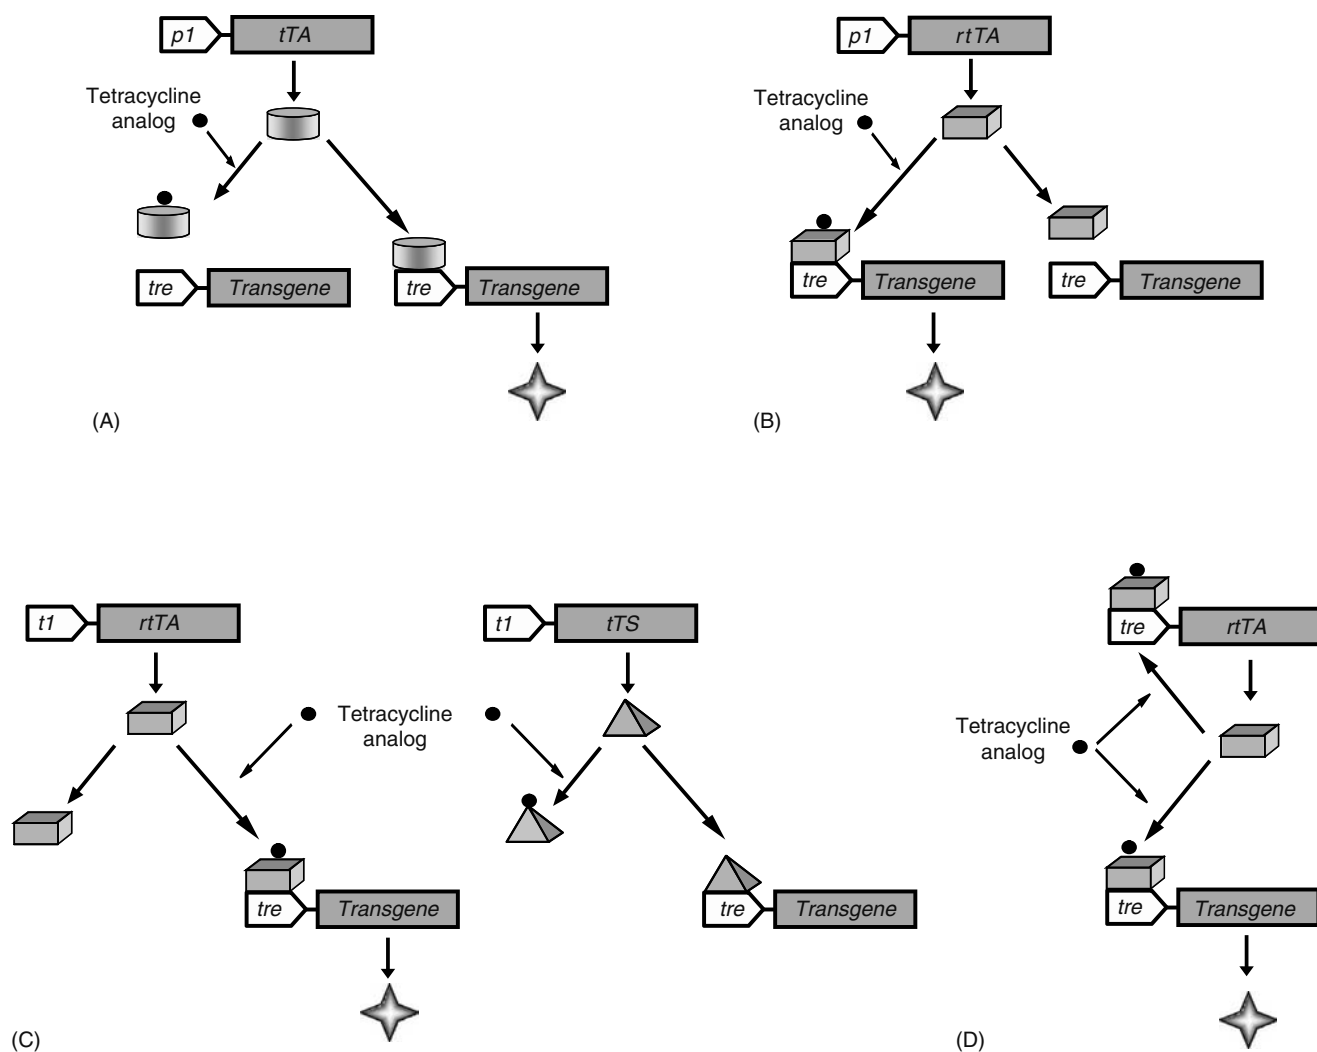 p1
tTA
Tetracycline
analog
tre
Transgene
tre
Transgene
(A)
p1
rtTA
Tetracycline
analog
tre
Transgene
tre
Transgene
(B)
t1
rtTA
t1
tTS
Tetracycline
analog
tre
Transgene
tre
Transgene
(C)
tre
rtTA
Tetracycline
analog
tre
Transgene
(D)